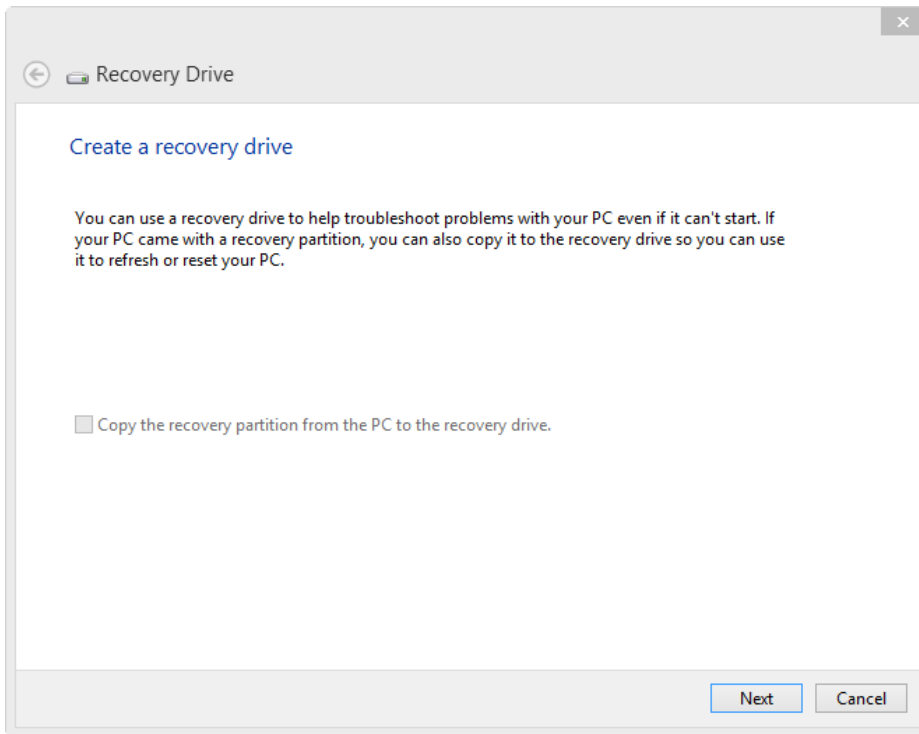 Recovery Drive
Create a recovery drive
You can use a recovery drive to help troubleshoot problems with your PC even if it can't start. If
your PC came with a recovery partition, you can also copy it to the recovery drive so you can use
it to refresh or reset your PC.
Copy the recovery partition from the PC to the recovery drive.
Next
Cancel